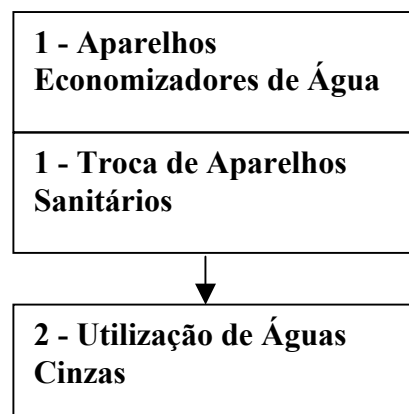 1 - Aparelhos
Economizadores de Água
1 - Troca de Aparelhos
Sanitários
2 - Utilização de Águas
Cinzas